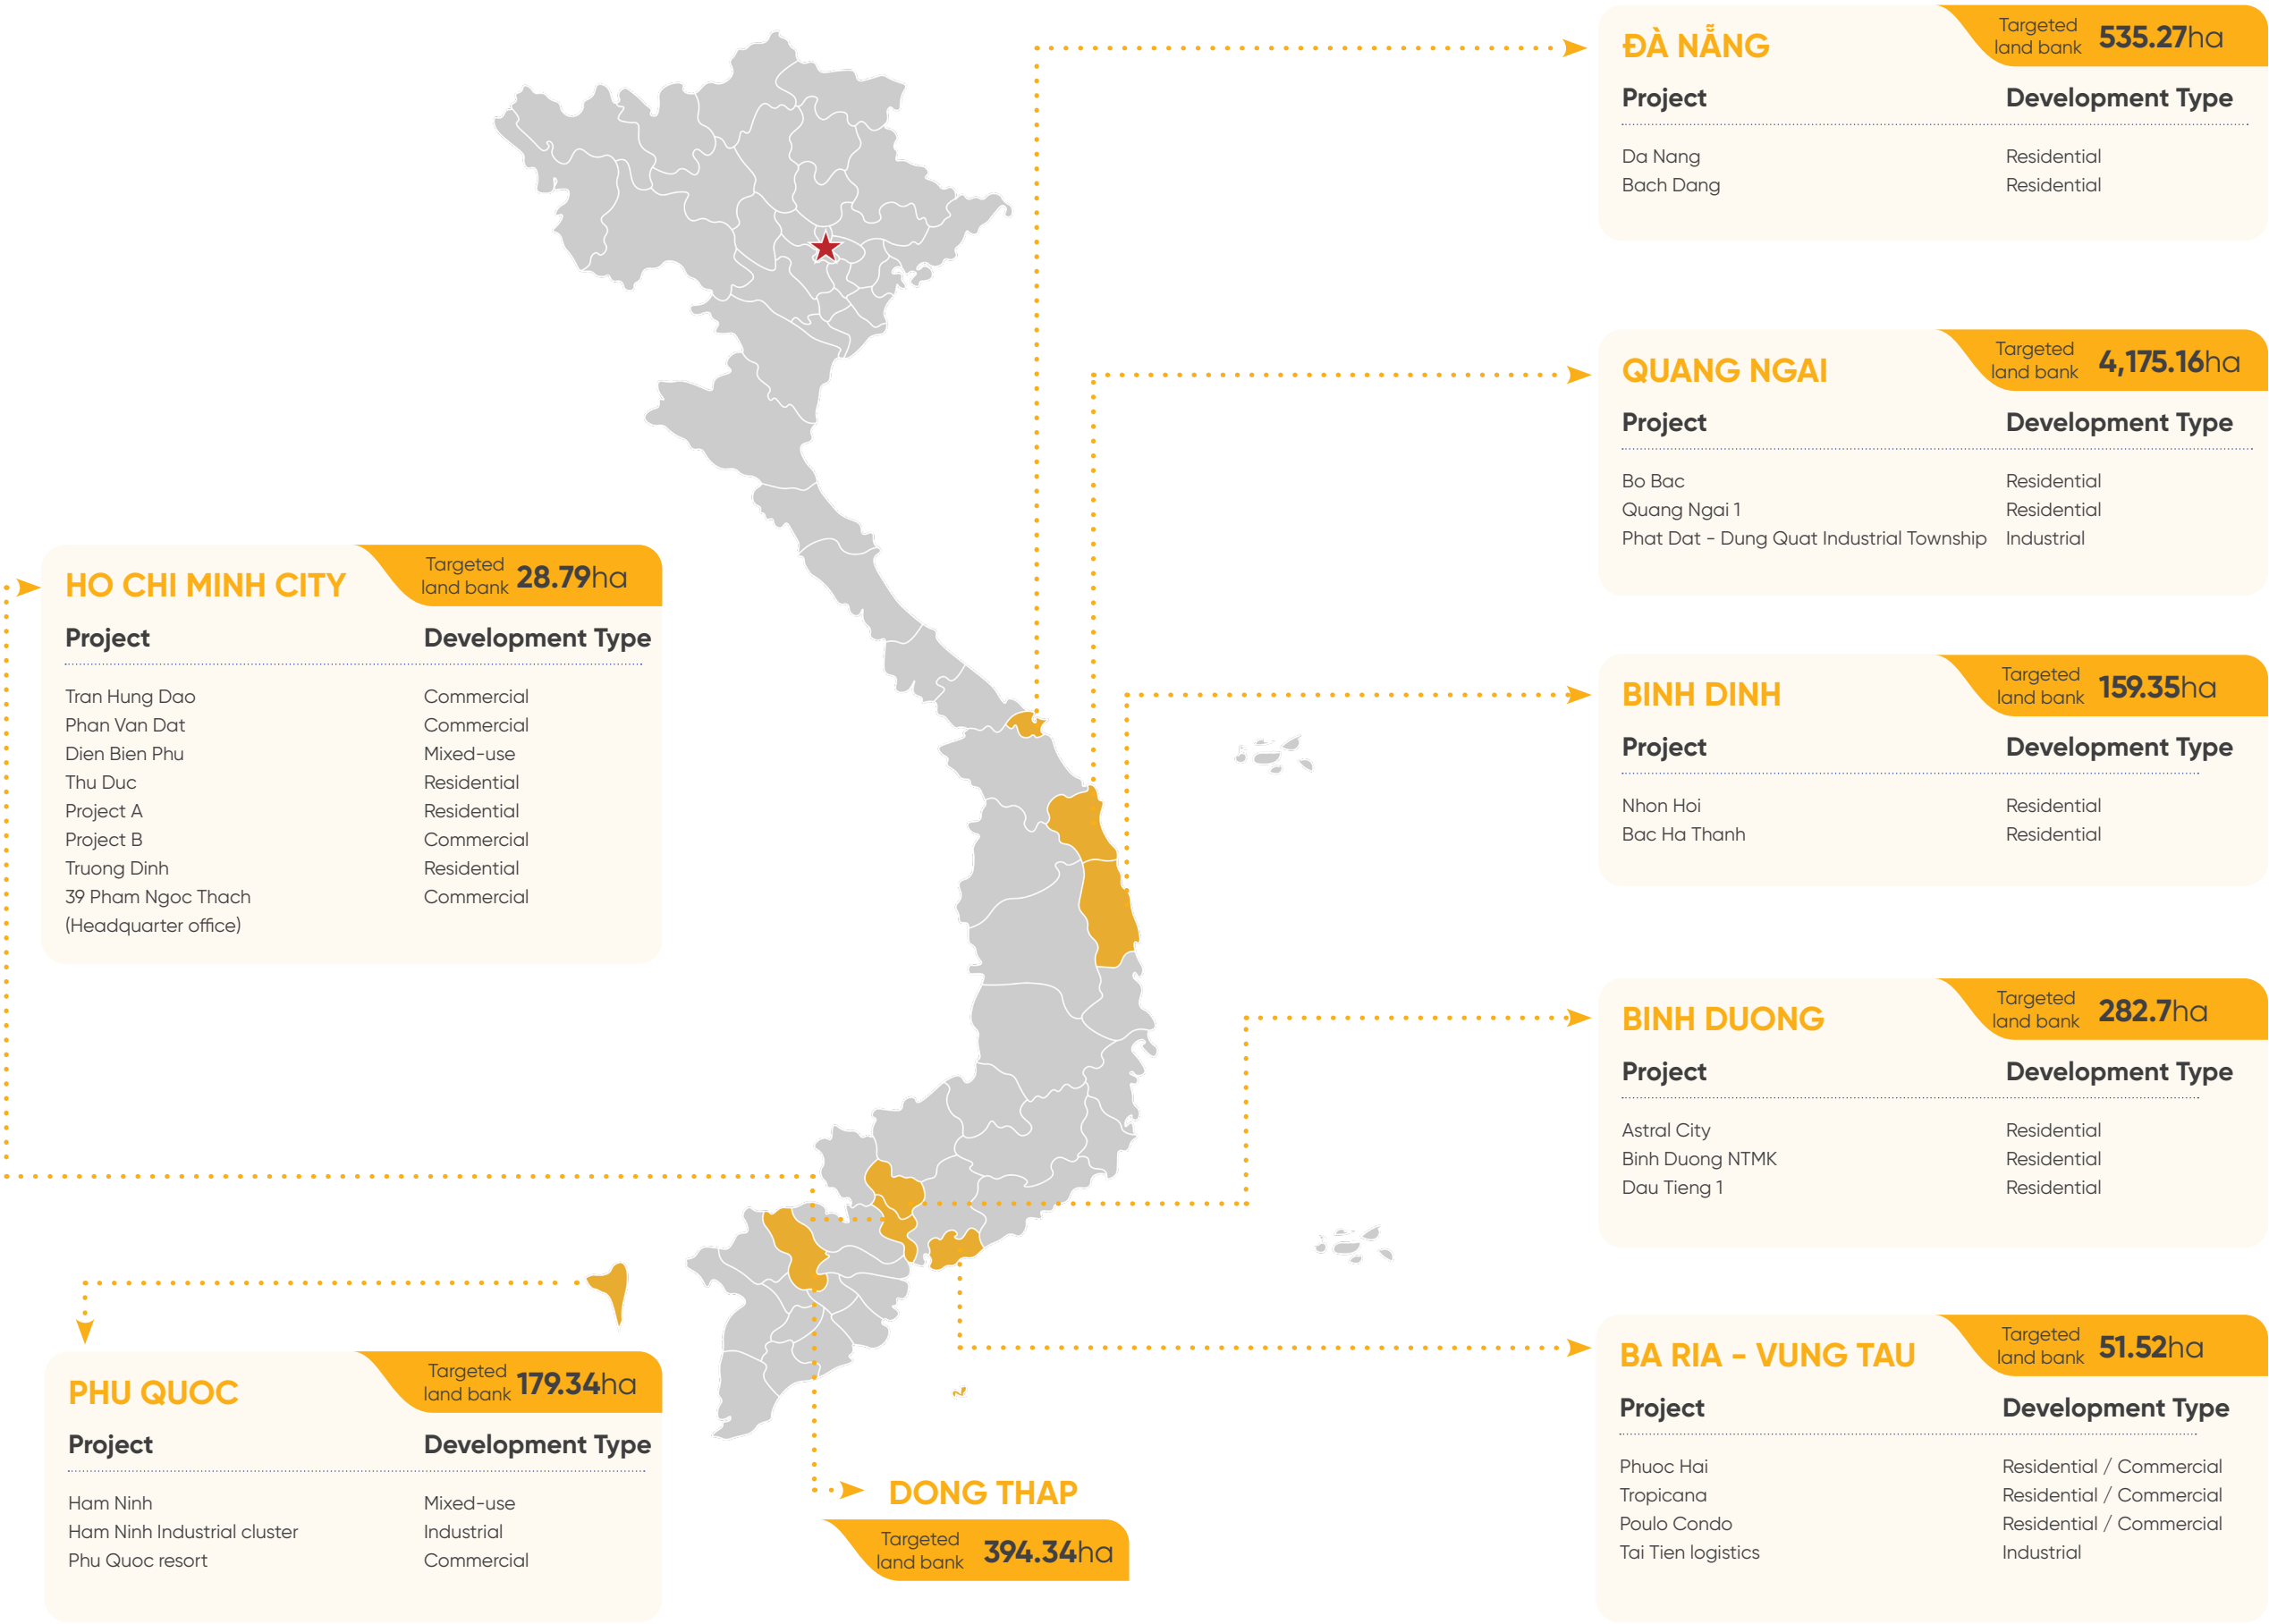 ĐÀ NẴNG
Targeted
land bank 535.27ha
Project Development Type
Da Nang Residential
Bach Dang Residential
QUANG NGAI
Targeted
land bank 4,175.16ha
Project Development Type
Bo Bac Residential
Quang Ngai 1 Residential
Phat Dat - Dung Quat Industrial Township Industrial
HO CHI MINH CITY
Targeted
land bank 28.79ha
Project Development Type
Tran Hung Dao Commercial
Phan Van Dat Commercial
Dien Bien Phu Mixed-use
Thu Duc Residential
Project A Residential
Project B Commercial
Truong Dinh Residential
39 Pham Ngoc Thach Commercial
(Headquarter office)
BINH DINH
Targeted
land bank 159.35ha
Project Development Type
Nhon Hoi Residential
Bac Ha Thanh Residential
BINH DUONG
Targeted
land bank 282.7ha
Project Development Type
Astral City Residential
Binh Duong NTMK Residential
Dau Tieng 1 Residential
BA RIA - VUNG TAU
Targeted
land bank 51.52ha
Project Development Type
Phuoc Hai Residential / Commercial
Tropicana Residential / Commercial
Poulo Condo Residential / Commercial
Tai Tien logistics Industrial
PHU QUOC
Targeted
land bank 179.34ha
Project Development Type
Ham Ninh Mixed-use
Ham Ninh Industrial cluster Industrial
Phu Quoc resort Commercial
DONG THAP
Targeted
land bank 394.34ha